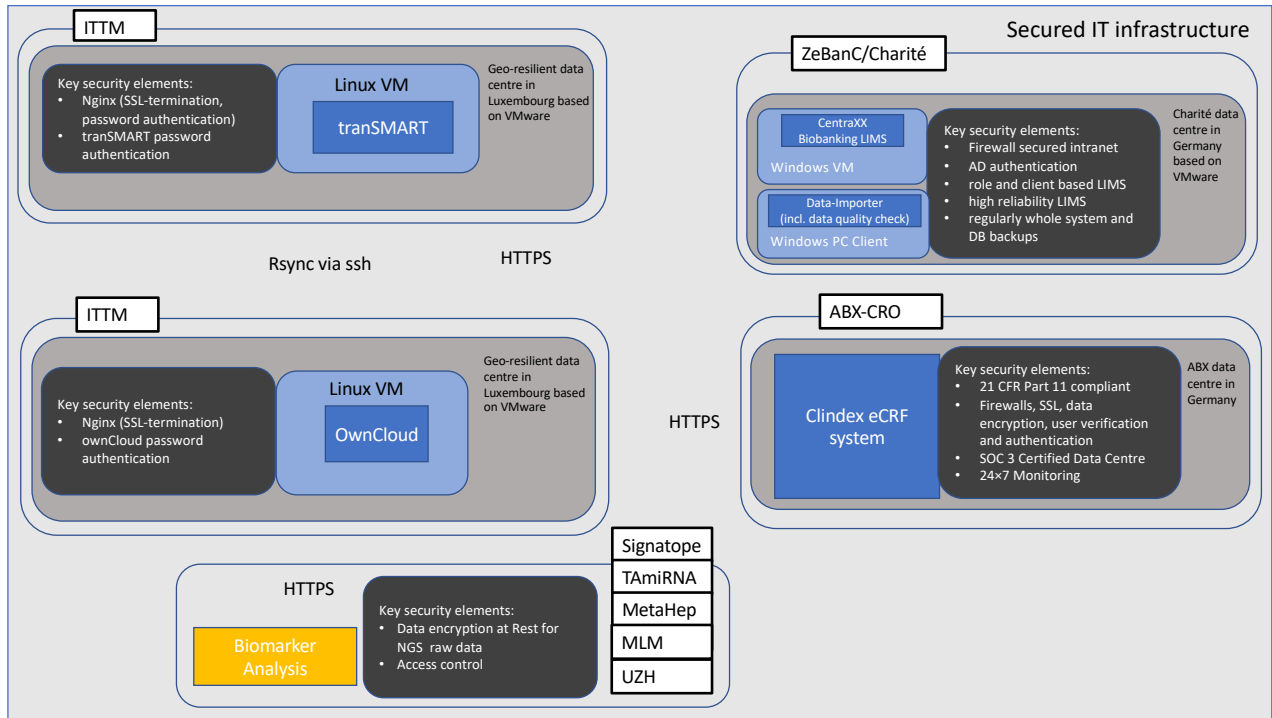 Secured IT infrastructure
ITTM
Key security elements:
• Nginx (SSL-termination,
password authentication)
• tranSMART password
authentication
Linux VM
tranSMART
Geo-resilient data
centre in
Luxembourg based
on VMware
ZeBanC/Charité
CentraXX
Biobanking LIMS
Windows VM
Data-Importer
(incl. data quality check)
Windows PC Client
Key security elements:
• Firewall secured intranet
• AD authentication
• role and client based LIMS
• high reliability LIMS
• regularly whole system and
DB backups
Charité data
centre in
Germany
based on
VMware
Rsync via ssh
HTTPS
ITTM
Key security elements:
• Nginx (SSL-termination)
• ownCloud password
authentication
Linux VM
OwnCloud
Geo-resilient data
centre in
Luxembourg based
on VMware
HTTPS
ABX-CRO
Clindex eCRF
system
Key security elements:
• 21 CFR Part 11 compliant
• Firewalls, SSL, data
encryption, user verification
and authentication
• SOC 3 Certified Data Centre
• 24×7 Monitoring
ABX data
centre in
Germany
HTTPS
Biomarker
Analysis
Key security elements:
• Data encryption at Rest for
NGS raw data
• Access control
Signatope
TAmiRNA
MetaHep
MLM
UZH